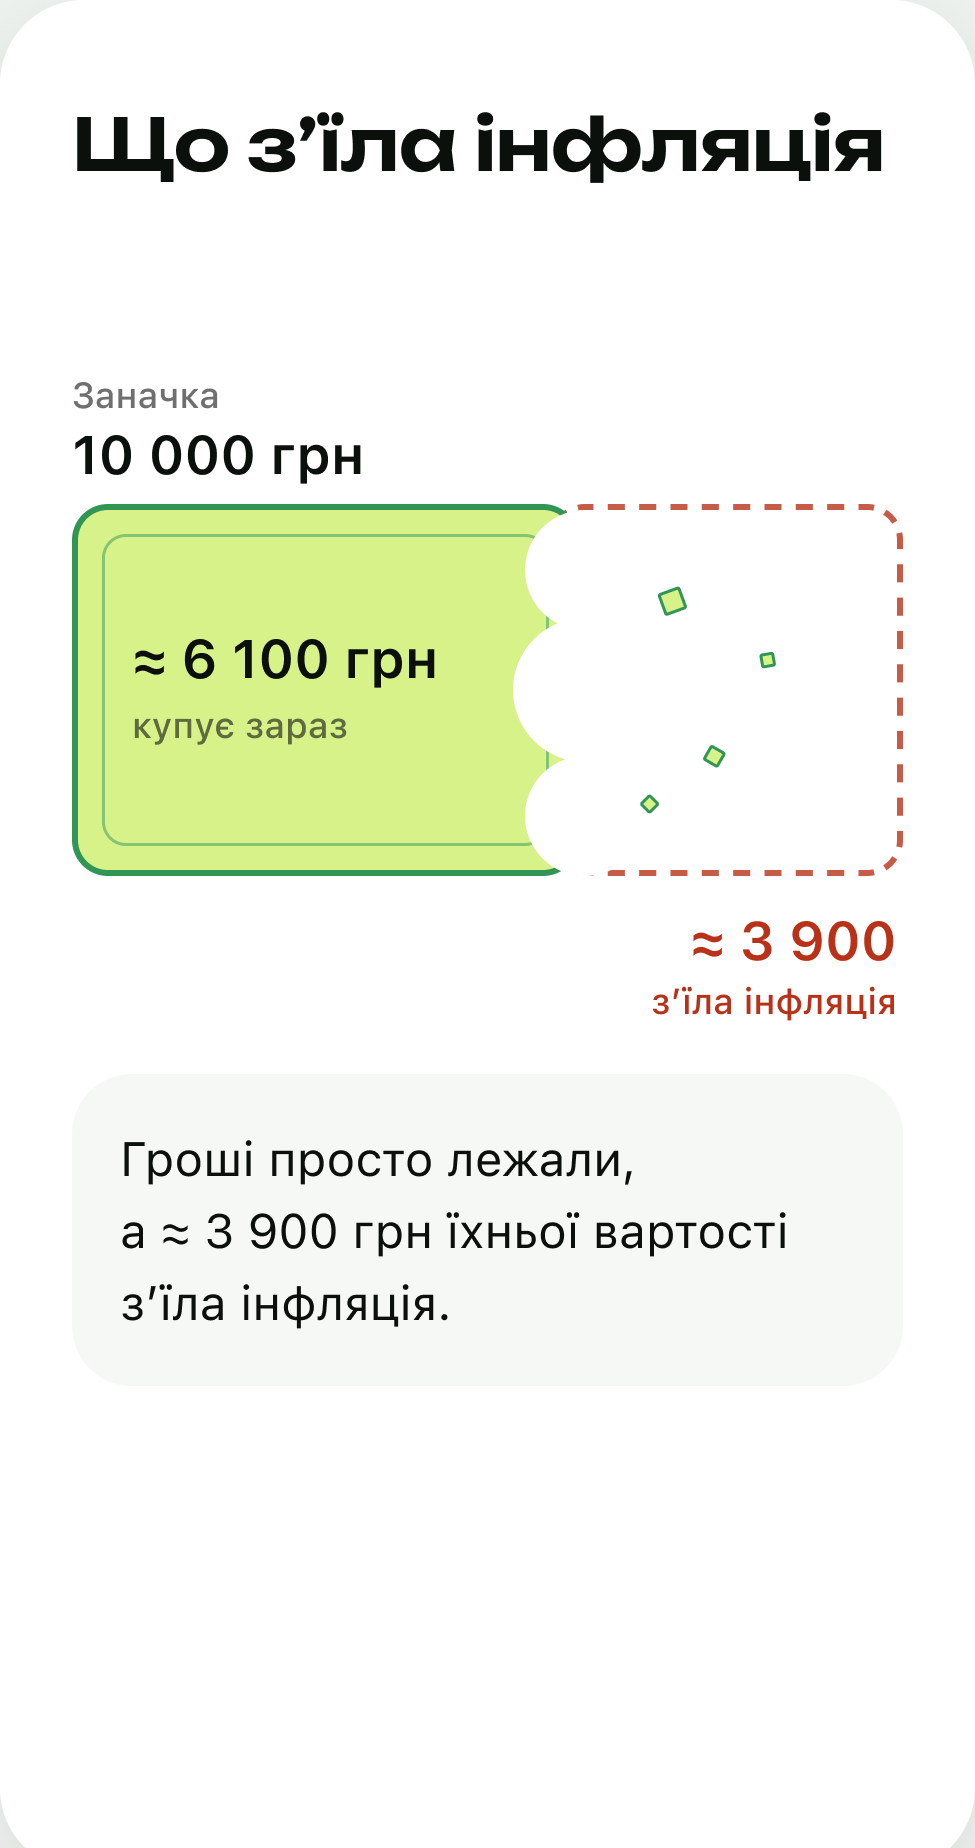 Що з’їла інфляція
Заначка
10 000 грн
≈ 6 100 грн
купує зараз
≈ 3 900
з’їла інфляція
Гроші просто лежали,
а ≈ 3 900 грн їхньої вартості
з’їла інфляція.